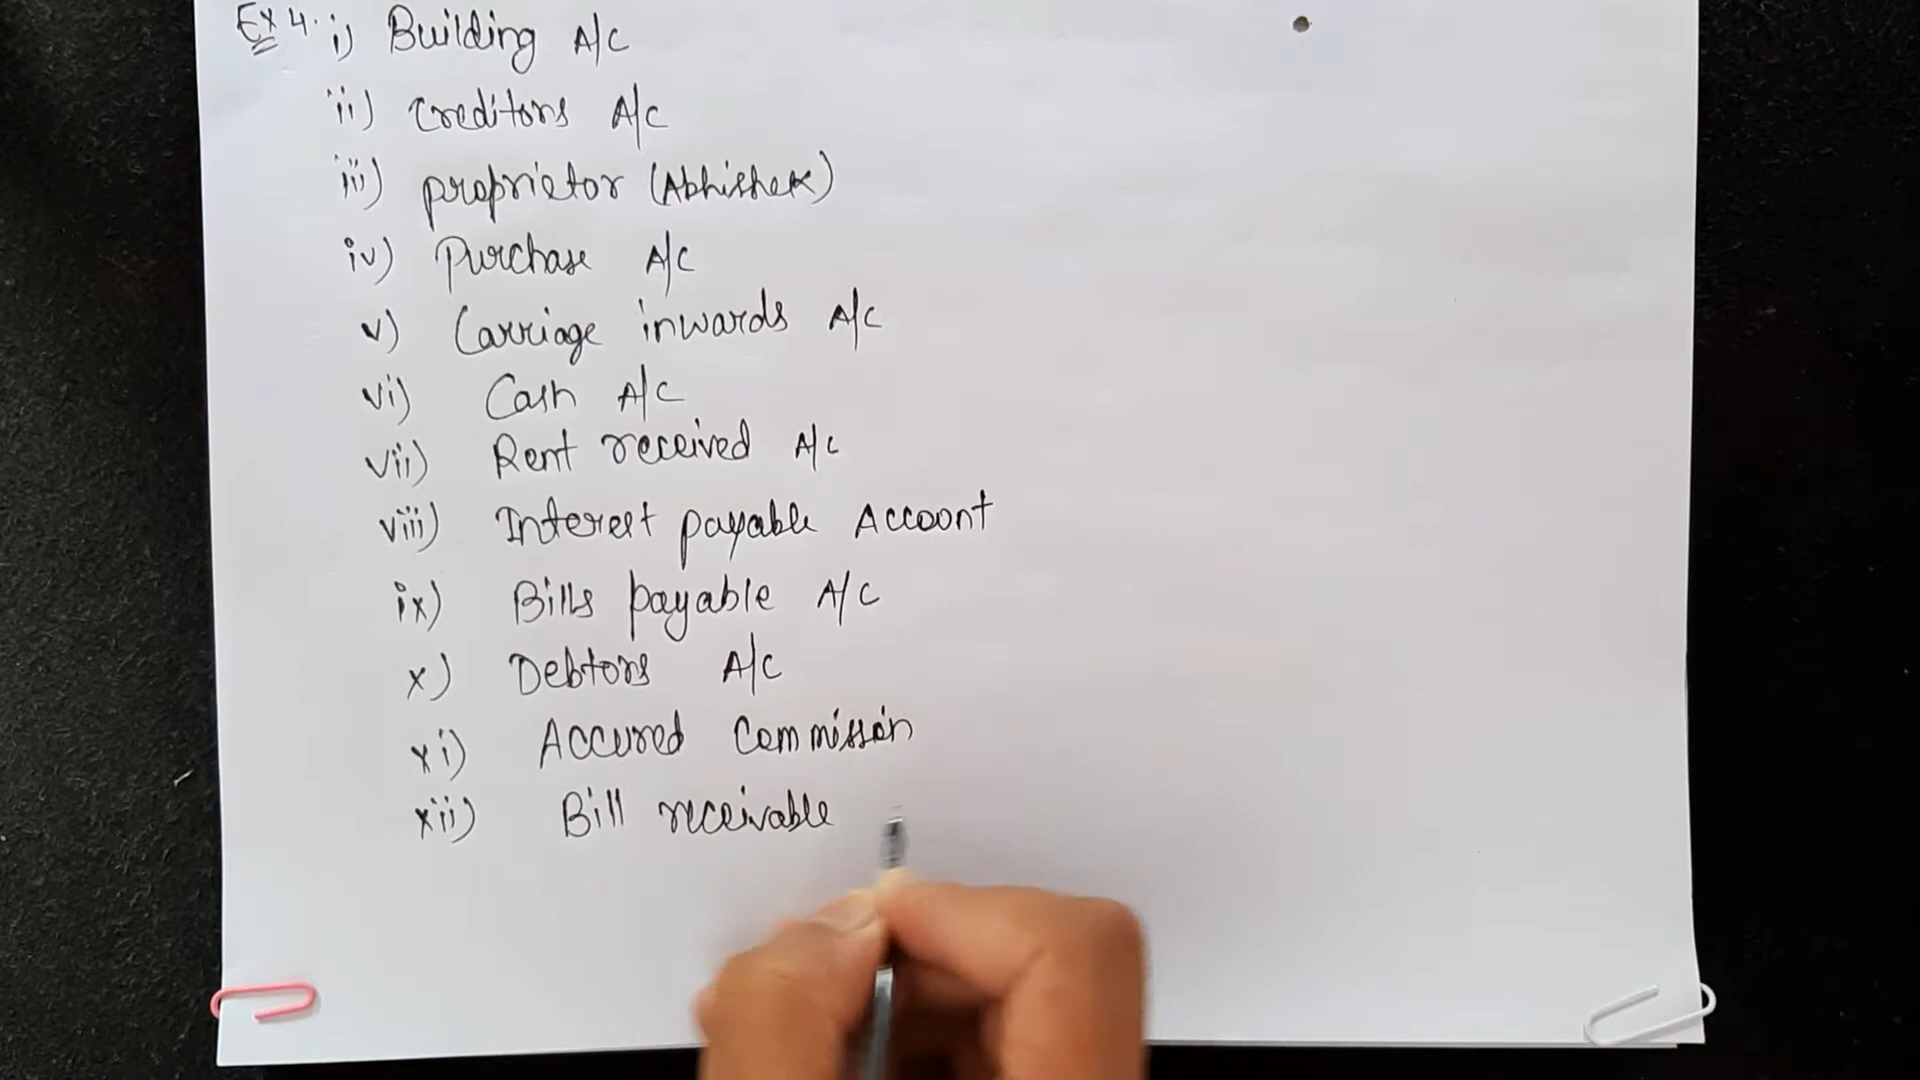 Ex 4. i) Building A/C
ii) Creditors A/C
iii) proprietor (Abhishek)
iv) Purchase A/C
v) Carriage inwards A/C
vi) Cash A/C
vii) Rent received A/C
viii) Interest payable Account
ix) Bills payable A/C
x) Debtors A/C
xi) Accured Commission
xii) Bill receivable